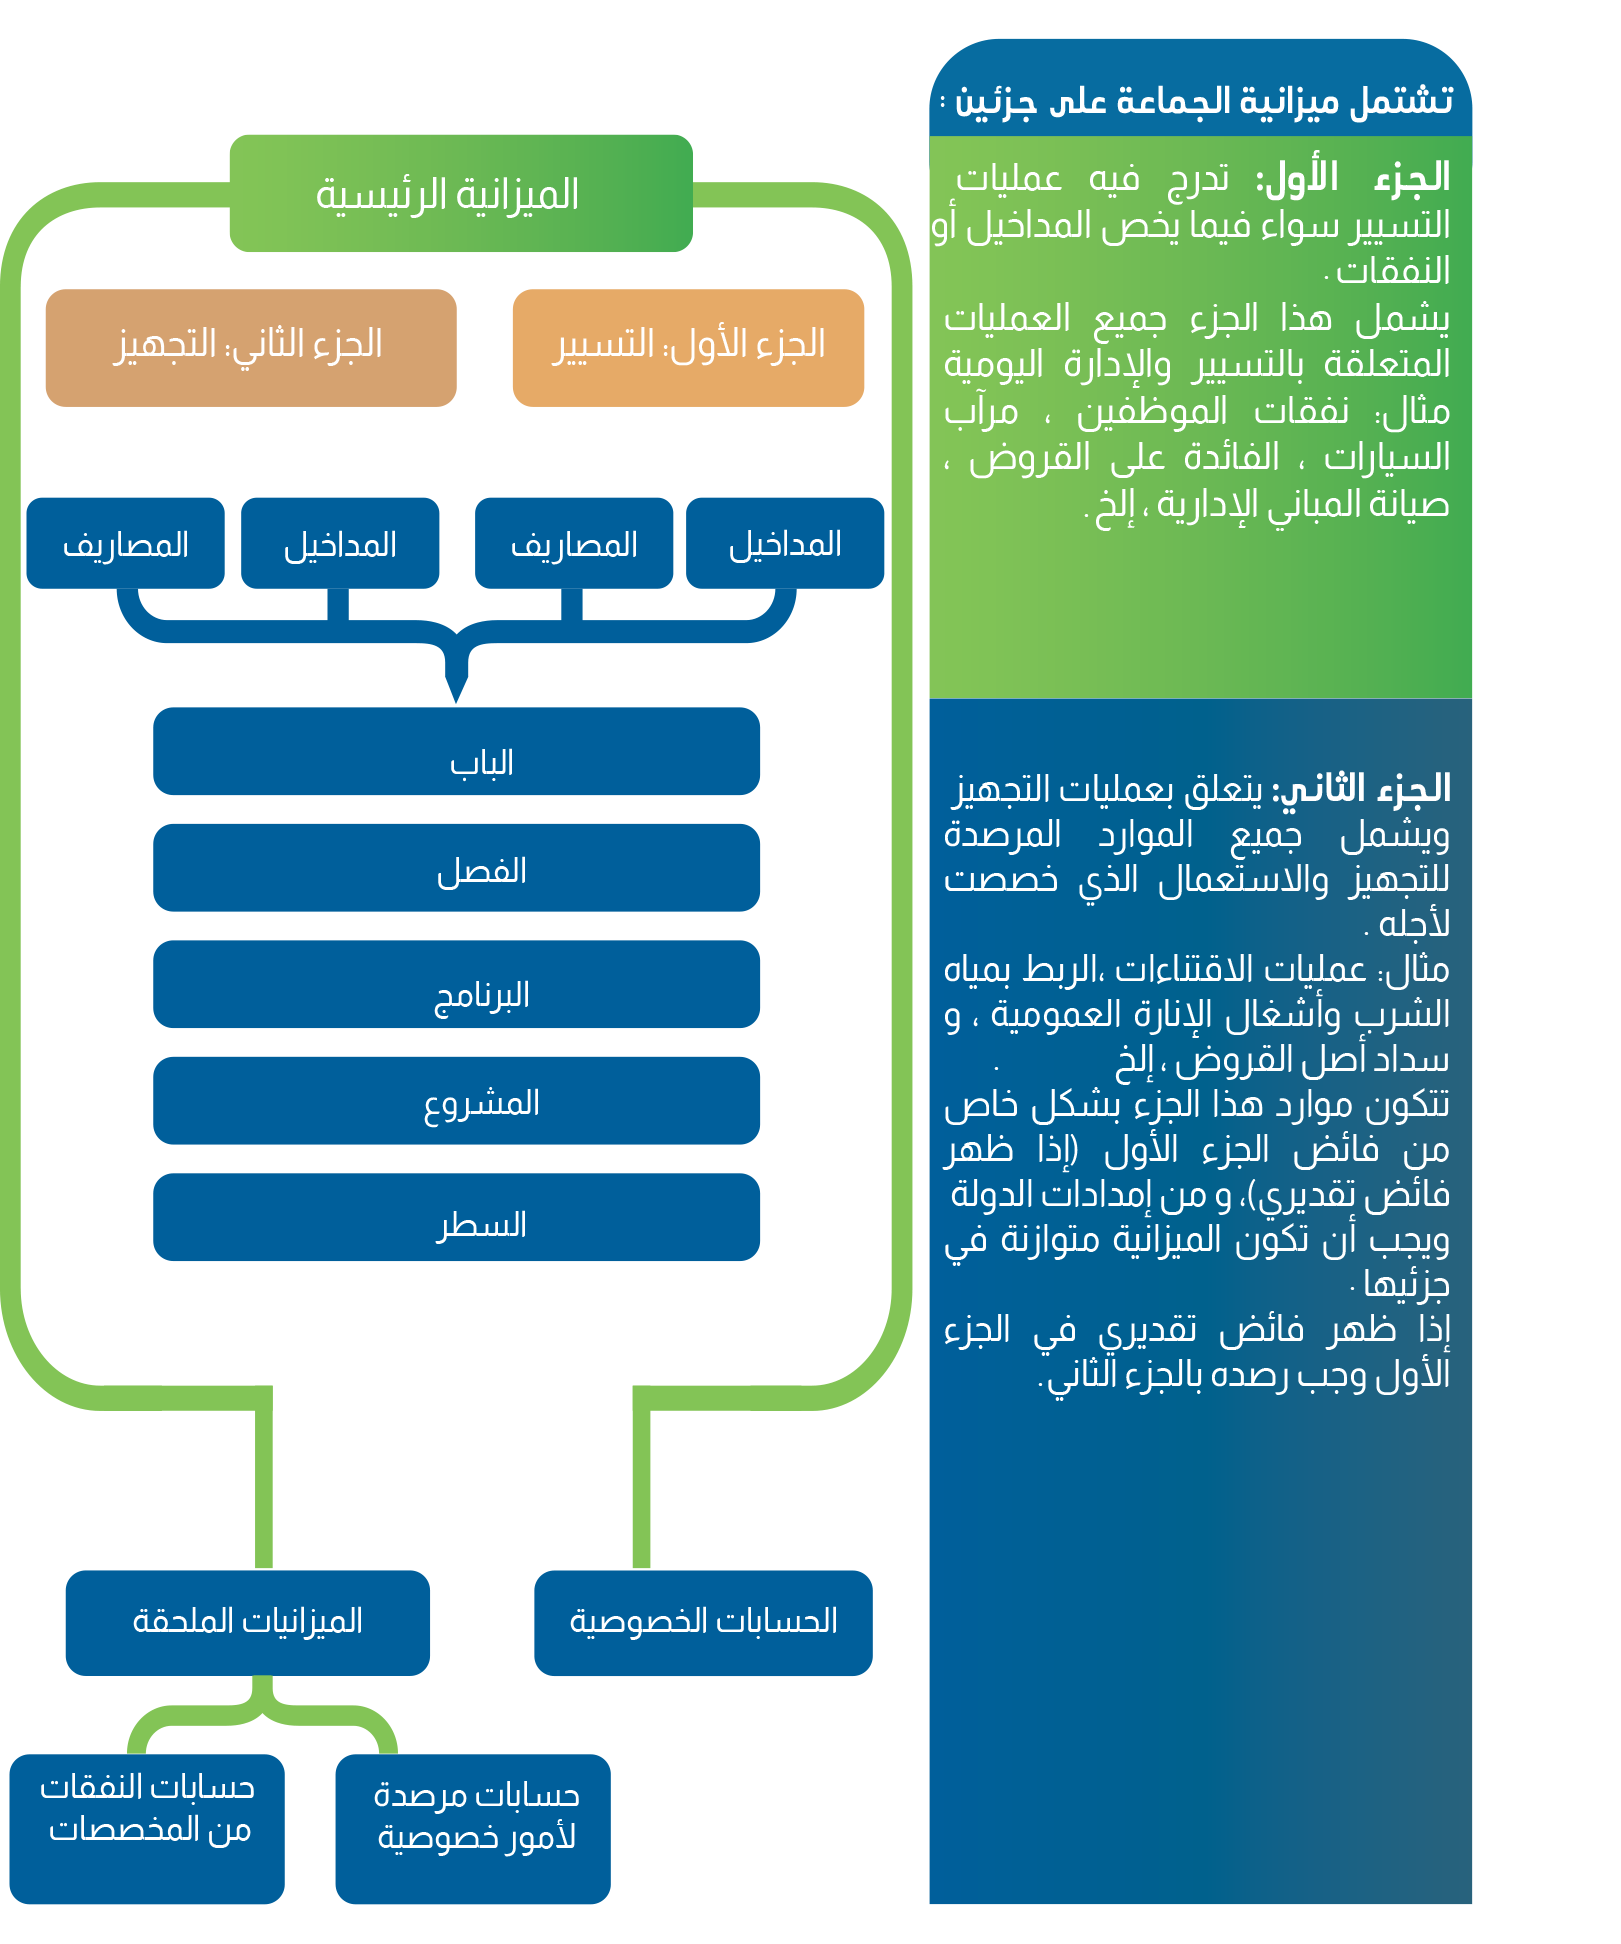 تشتمل ميزانية الجماعة على جزئين :
الجزء الأول: تدرج فيه عمليات
التسيير سواء فيما يخص المداخيل أو
النفقات .
يشمل هذا الجزء جميع العمليات
المتعلقة بالتسيير والإدارة اليومية
مثال: نفقات الموظفين ، مرآب
السيارات ، الفائدة على القروض ،
صيانة المباني الإدارية ، إلخ .
الجزء الثاني: يتعلق بعمليات التجهيز
ويشمل جميع الموارد المرصدة
للتجهيز والاستعمال الذي خصصت
لأجله .
مثال: عمليات الاقتناءات ،الربط بمياه
الشرب وأشغال الإنارة العمومية ، و
سداد أصل القروض ، إلخ .
تتكون موارد هذا الجزء بشكل خاص
من فائض الجزء الأول (إذا ظهر
فائض تقديري)، و من إمدادات الدولة
ويجب أن تكون الميزانية متوازنة في
جزئيها .
إذا ظهر فائض تقديري في الجزء
الأول وجب رصده بالجزء الثاني.
الميزانية الرئيسية
الجزء الأول: التسيير
الجزء الثاني: التجهيز
المداخيل
المصاريف
المداخيل
المصاريف
الباب
الفصل
البرنامج
المشروع
السطر
الحسابات الخصوصية
الميزانيات الملحقة
حسابات مرصدة
لأمور خصوصية
حسابات النفقات
من المخصصات